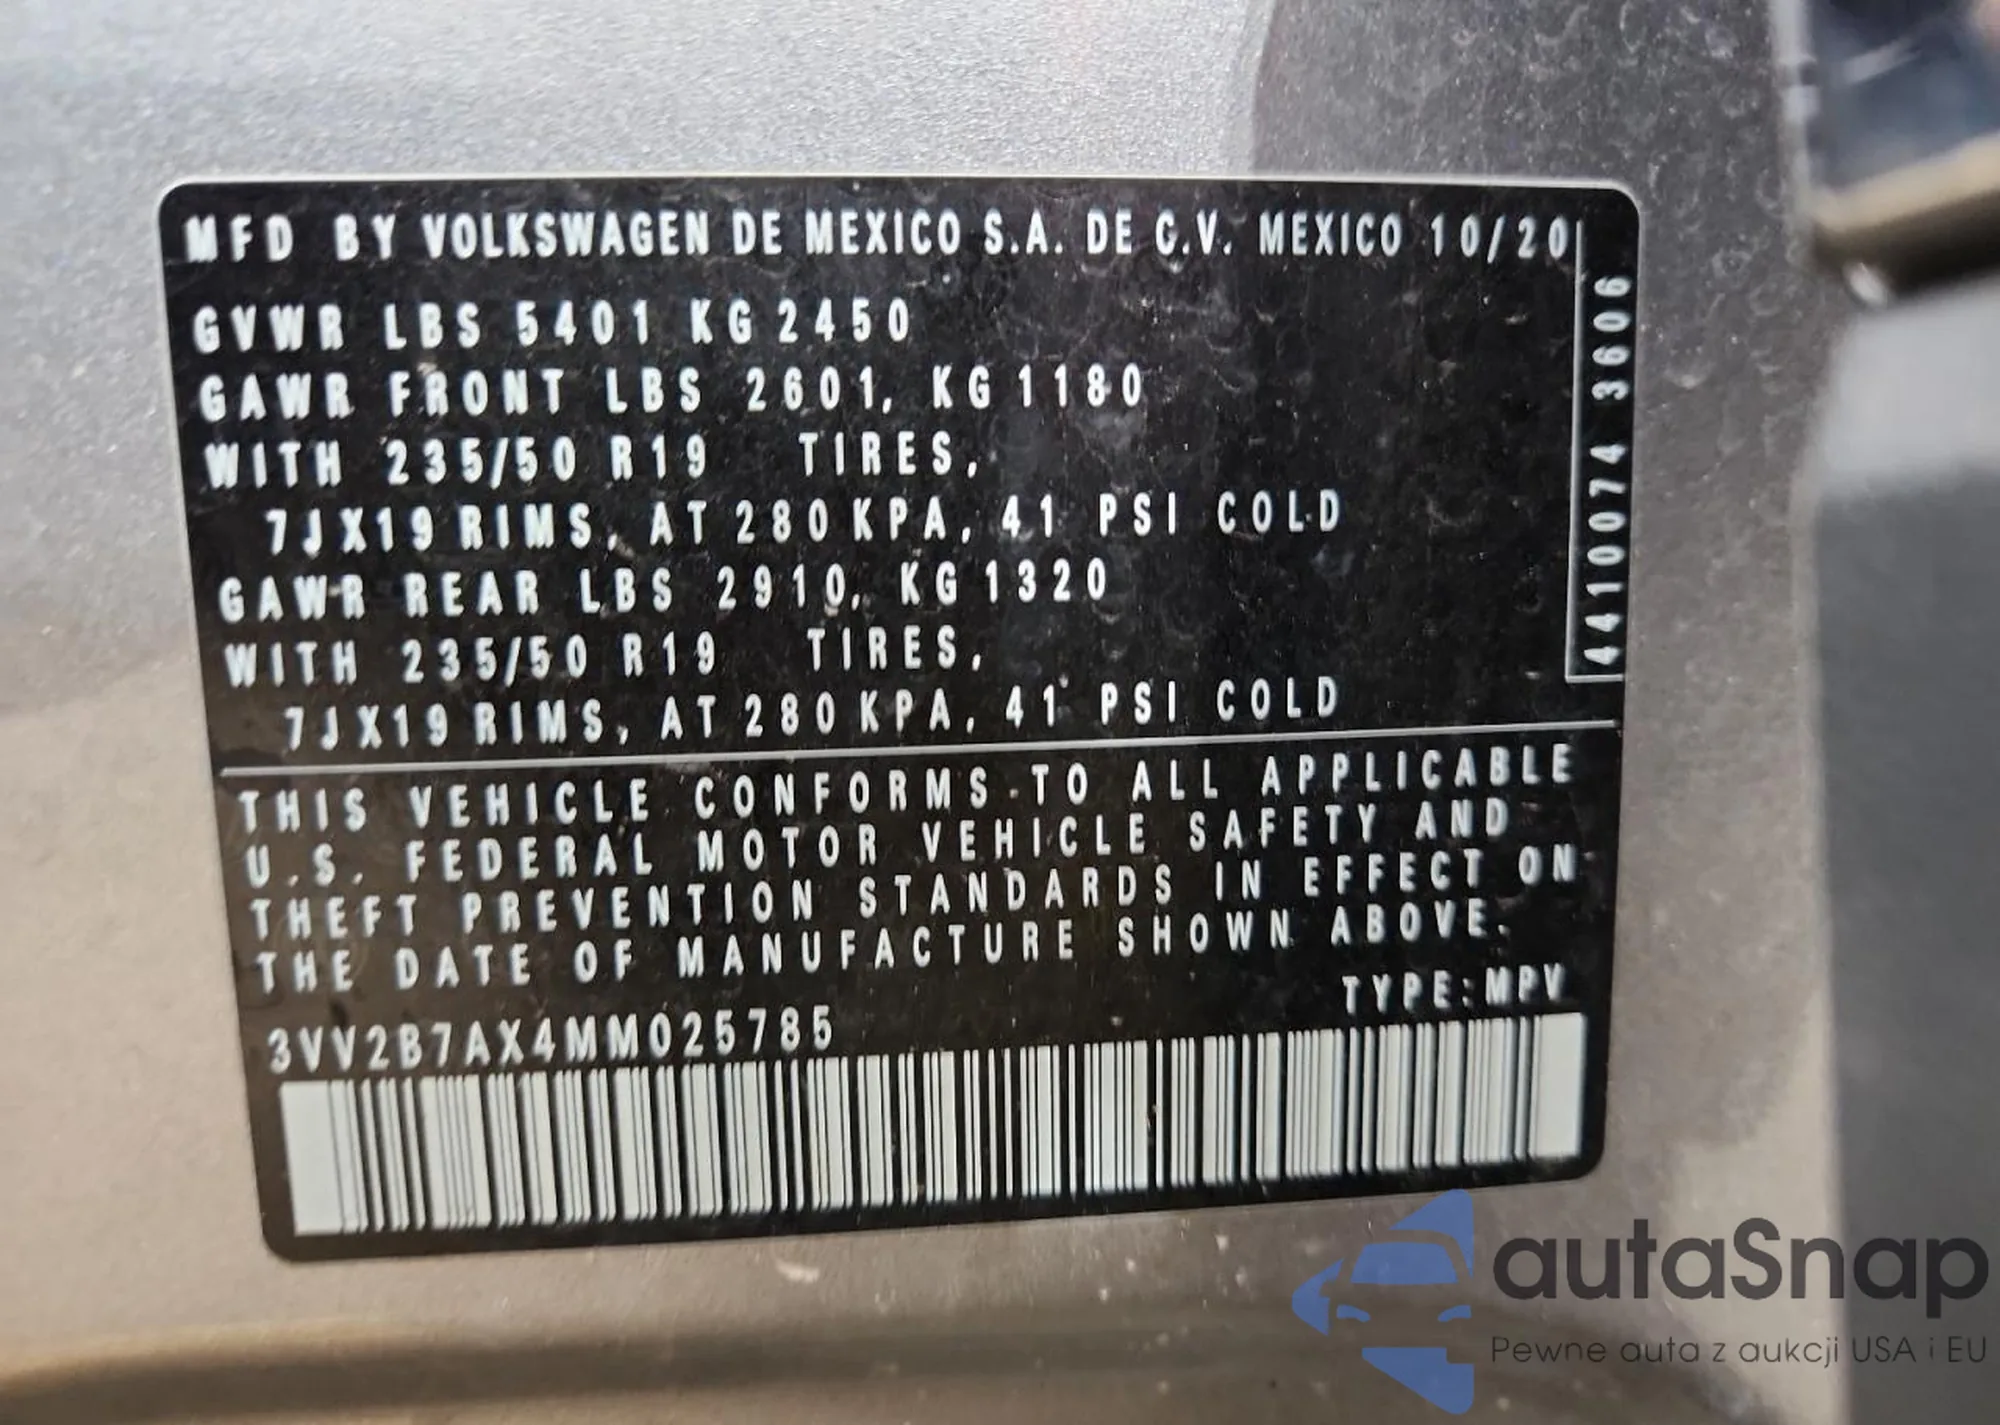 MFD BY VOLKSWAGEN DE MEXICO S.A. DE C.V. MEXICO 10/20
GVWR LBS 5401 KG 2450
GAWR FRONT LBS 2601, KG 1180
WITH 235/50 R19 TIRES,
7JX19 RIMS, AT 280 KPA, 41 PSI COLD
GAWR REAR LBS 2910, KG 1320
WITH 235/50 R19 TIRES,
7JX19 RIMS, AT 280 KPA, 41 PSI COLD
4410074 3606
THIS VEHICLE CONFORMS TO ALL APPLICABLE
U.S. FEDERAL MOTOR VEHICLE SAFETY AND
THEFT PREVENTION STANDARDS IN EFFECT ON
THE DATE OF MANUFACTURE SHOWN ABOVE.
TYPE:MPV
3VV2B7AX4MM025785
autaSnap
Pewne auta z aukcji USA i EU